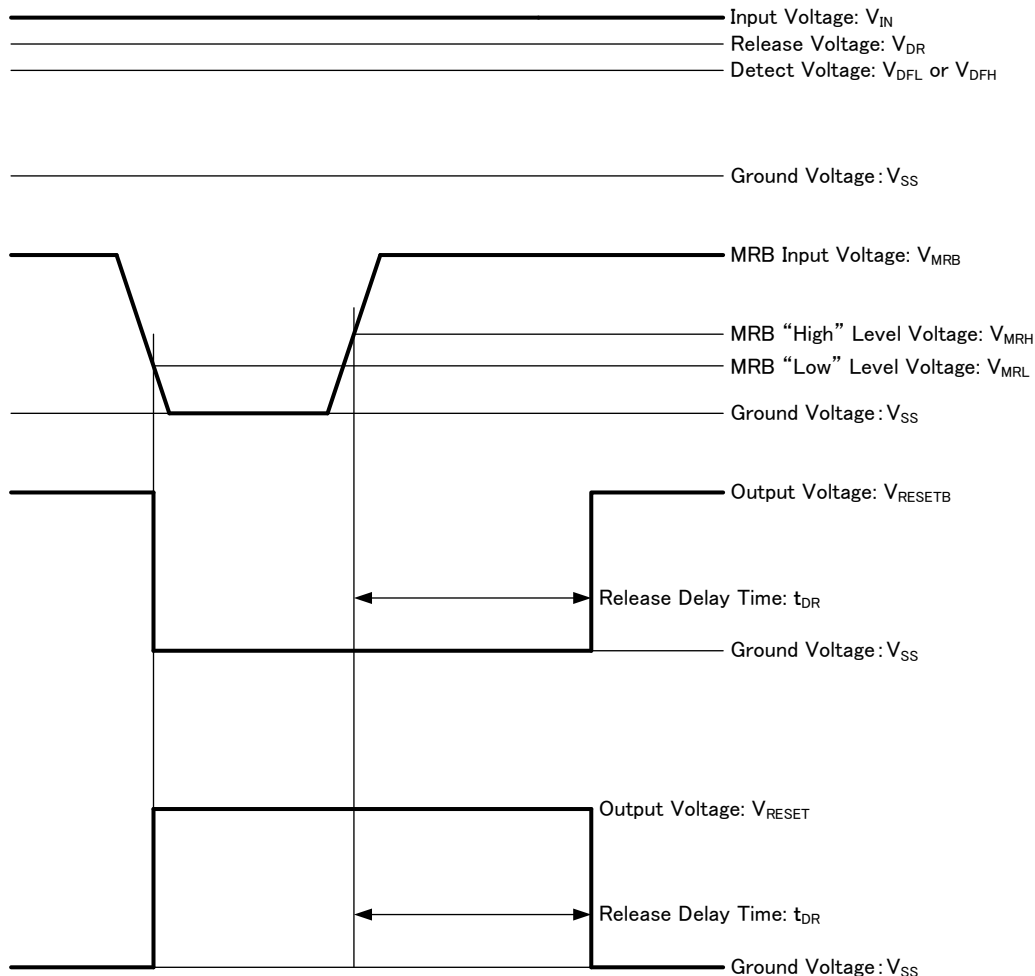 Input Voltage: VIN
Release Voltage: VDR
Detect Voltage: VDFL or VDFH
Ground Voltage: VSS
MRB Input Voltage: VMRB
MRB “High” Level Voltage: VMRH
MRB “Low” Level Voltage: VMRL
Ground Voltage: VSS
Output Voltage: VRESETB
Release Delay Time: tDR
Ground Voltage: VSS
Output Voltage: VRESET
Release Delay Time: tDR
Ground Voltage: VSS